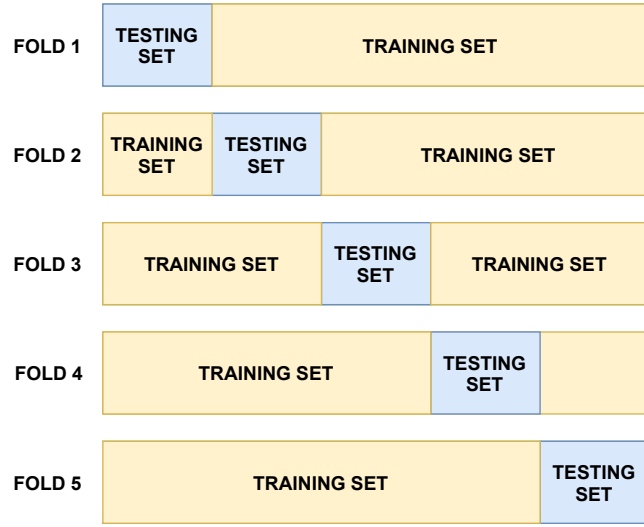 FOLD 1
TESTING
SET
TRAINING SET
FOLD 2
TRAINING
SET
TESTING
SET
TRAINING SET
FOLD 3
TRAINING SET
TESTING
SET
TRAINING SET
FOLD 4
TRAINING SET
TESTING
SET
FOLD 5
TRAINING SET
TESTING
SET